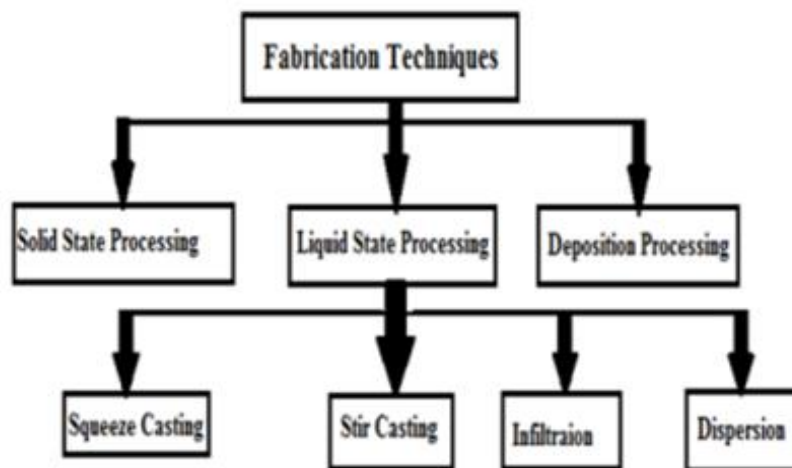 Fabrication Techniques
Solid State Processing
Liquid State Processing
Deposition Processing
Squeeze Casting
Stir Casting
Infiltraion
Dispersion